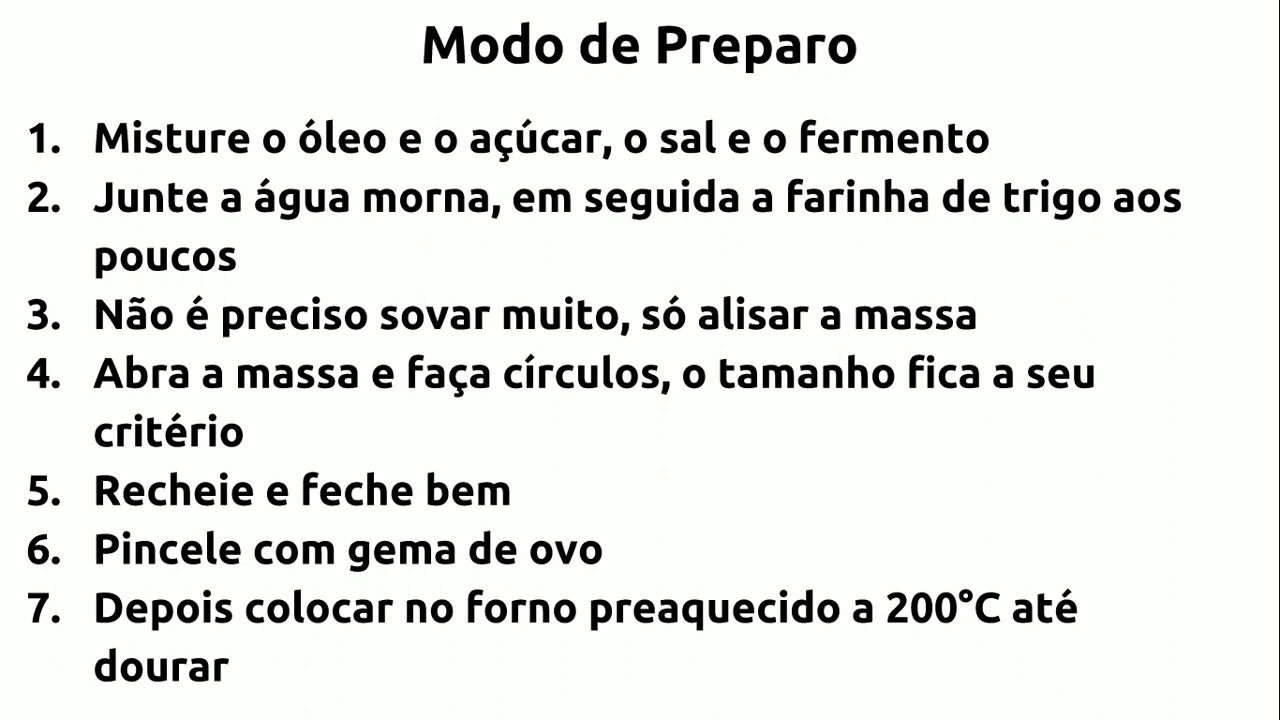 Modo de Preparo
1. Misture o óleo e o açúcar, o sal e o fermento
2. Junte a água morna, em seguida a farinha de trigo aos
poucos
3. Não é preciso sovar muito, só alisar a massa
4. Abra a massa e faça círculos, o tamanho fica a seu
critério
5. Recheie e feche bem
6. Pincele com gema de ovo
7. Depois colocar no forno preaquecido a 200°C até
dourar